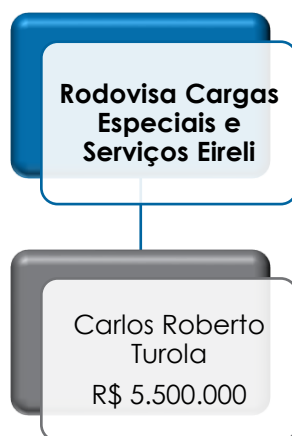 Rodovisa Cargas
Especiais e
Serviços Eireli
Carlos Roberto
Turola
R$ 5.500.000